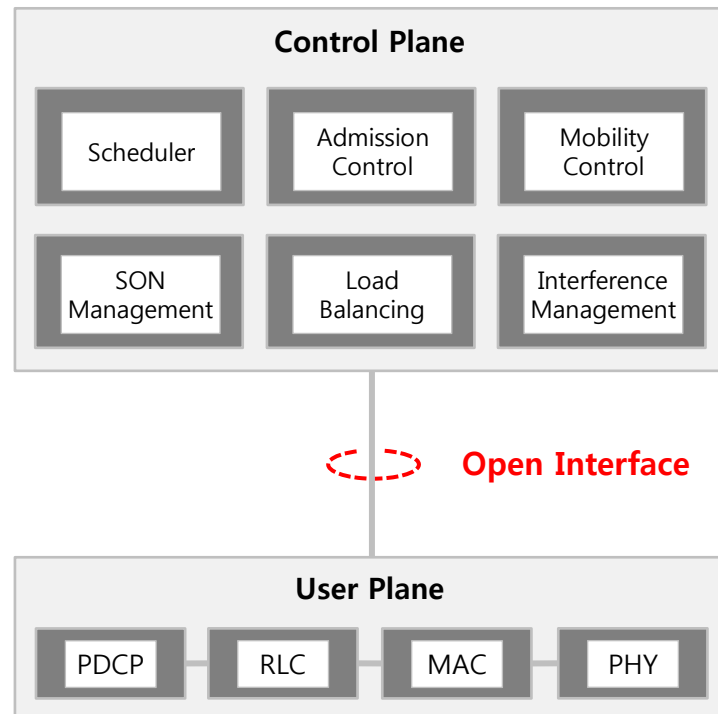 Control Plane
Scheduler
Admission
Control
Mobility
Control
SON
Management
Load
Balancing
Interference
Management
Open Interface
User Plane
PDCP
RLC
MAC
PHY